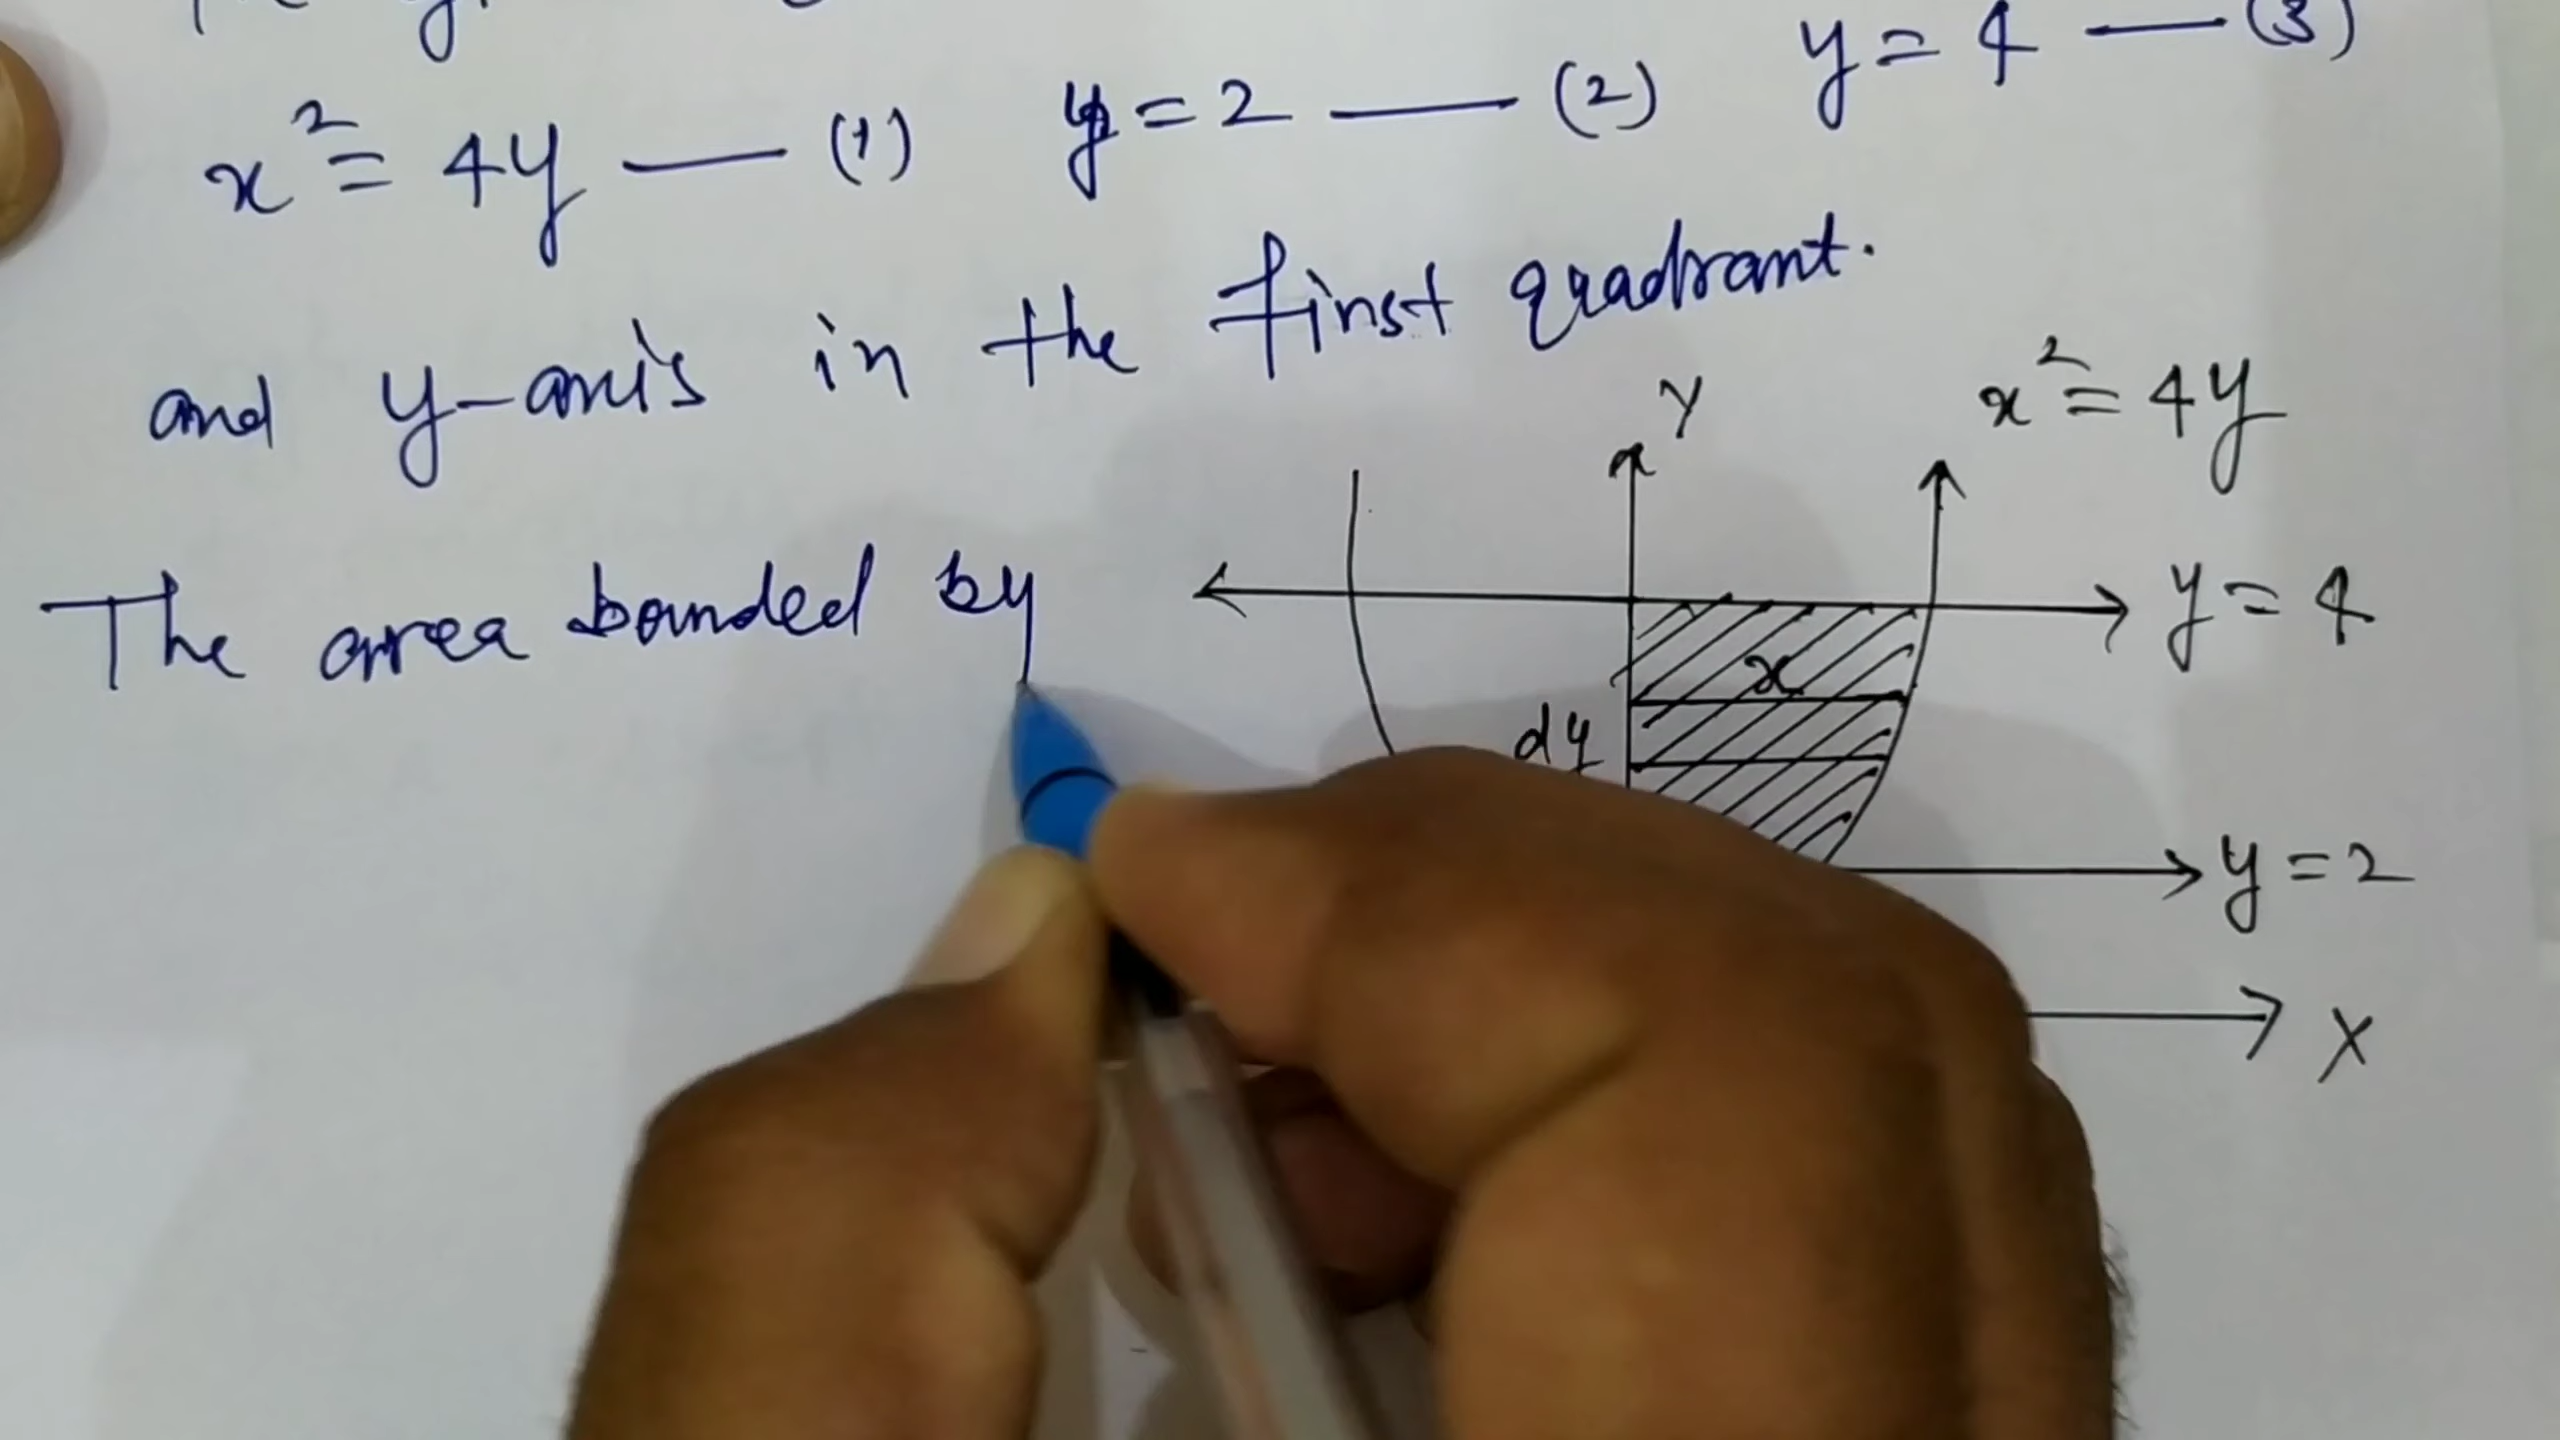 x² = 4y — (1) y = 2 — (2) y = 4 — (3)
and y-axis in the first quadrant.
Y
x² = 4y
The area bounded by
y = 4
x
dy
y = 2
X